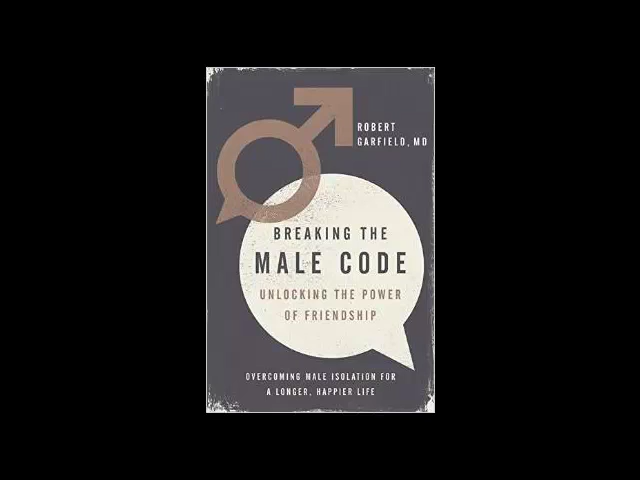 ROBERT
GARFIELD, MD
BREAKING THE
MALE CODE
UNLOCKING THE POWER
OF FRIENDSHIP
OVERCOMING MALE ISOLATION FOR
A LONGER, HAPPIER LIFE